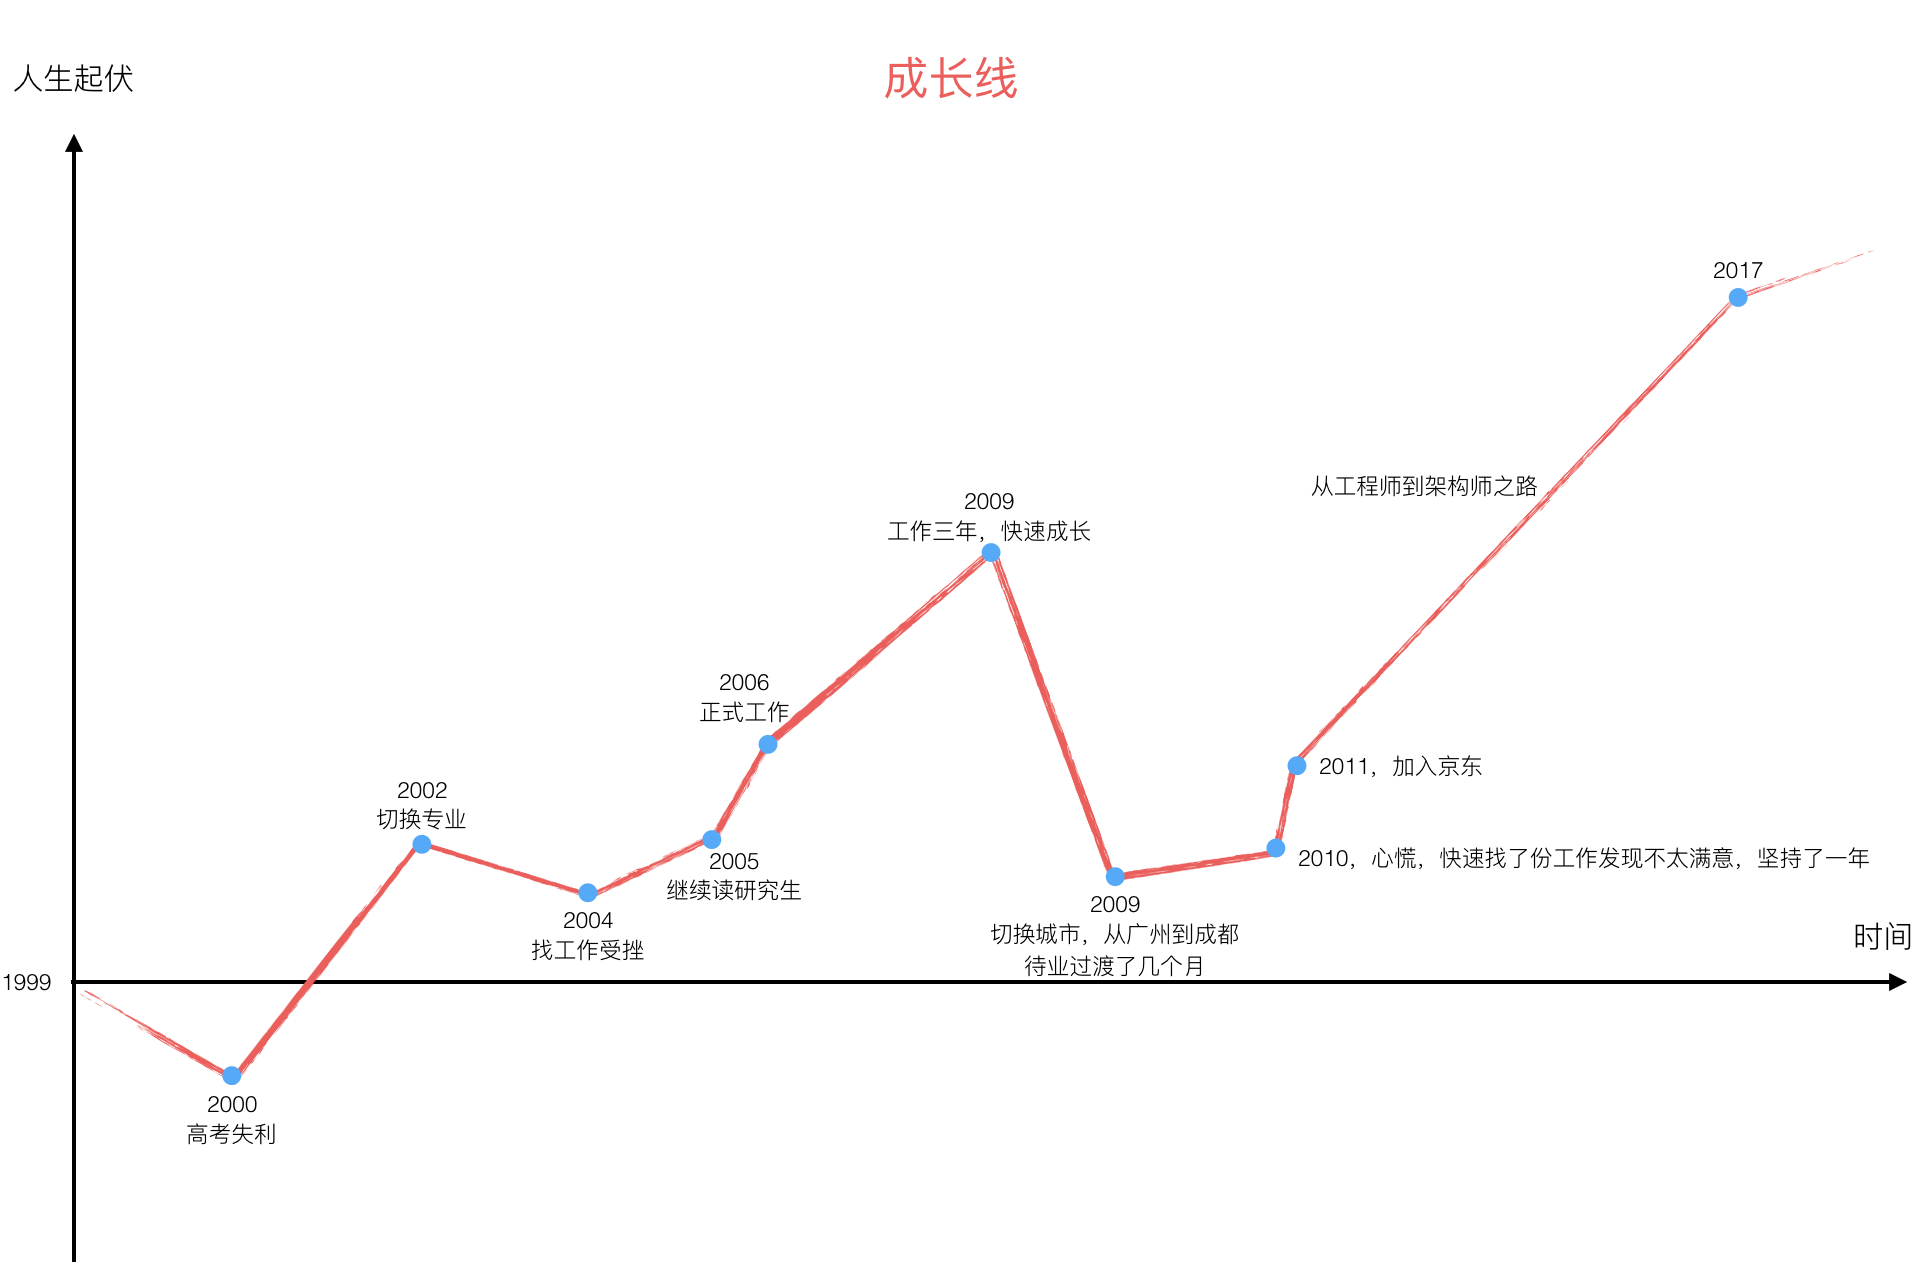 成长线
人生起伏
2017
从工程师到架构师之路
2009
工作三年，快速成长
2006
正式工作
2011，加入京东
2002
切换专业
2005
继续读研究生
2010，心慌，快速找了份工作发现不太满意，坚持了一年
2004
找工作受挫
2009
切换城市，从广州到成都
待业过渡了几个月
时间
1999
2000
高考失利